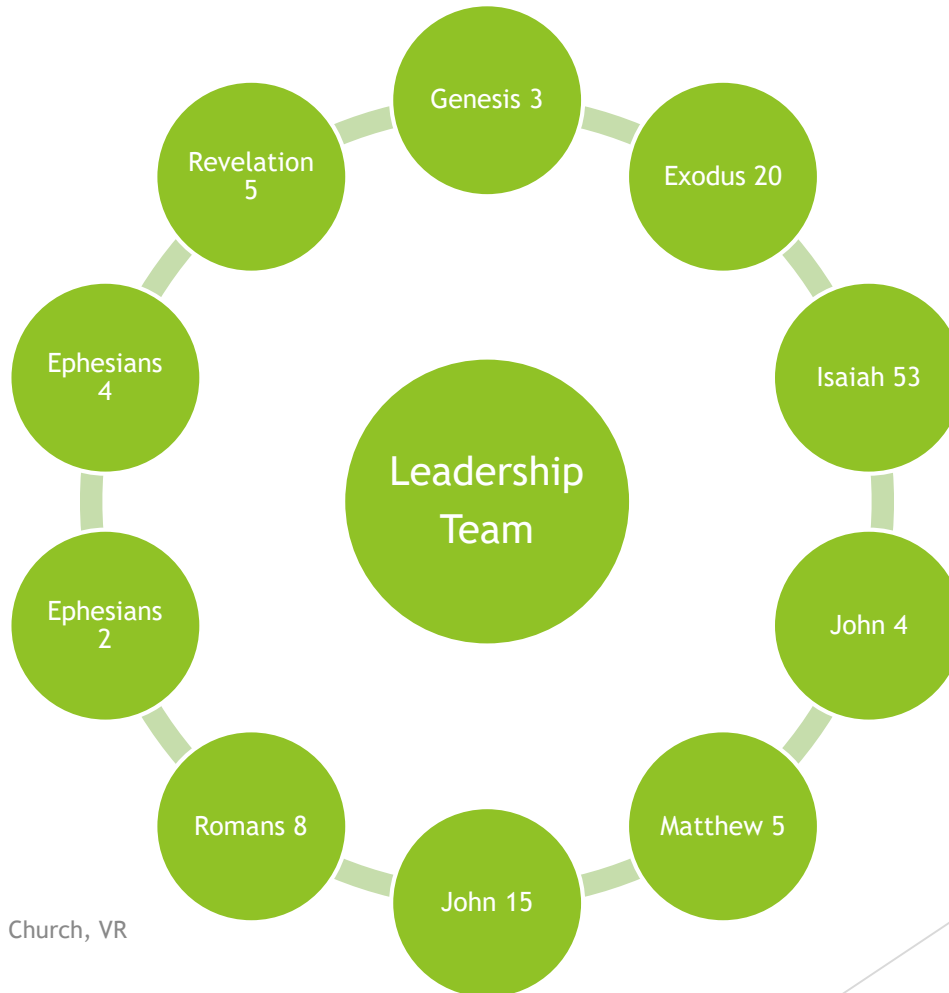 Genesis 3
Exodus 20
Isaiah 53
John 4
Matthew 5
John 15
Romans 8
Ephesians
2
Ephesians
4
Revelation
5
Leadership
Team
Church, VR